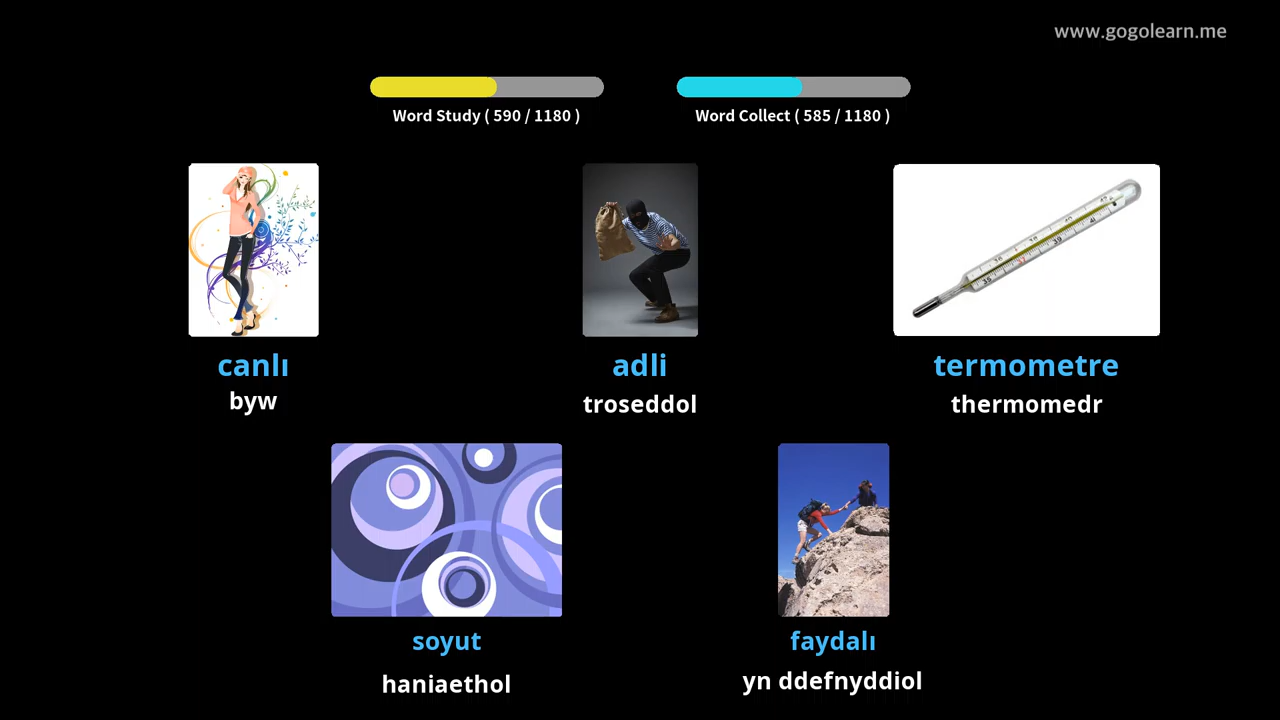 www.gogolearn.me
Word Study ( 590 / 1180 )
Word Collect ( 585 / 1180 )
canlı
byw
adli
troseddol
termometre
thermomedr
soyut
haniaethol
faydalı
yn ddefnyddiol